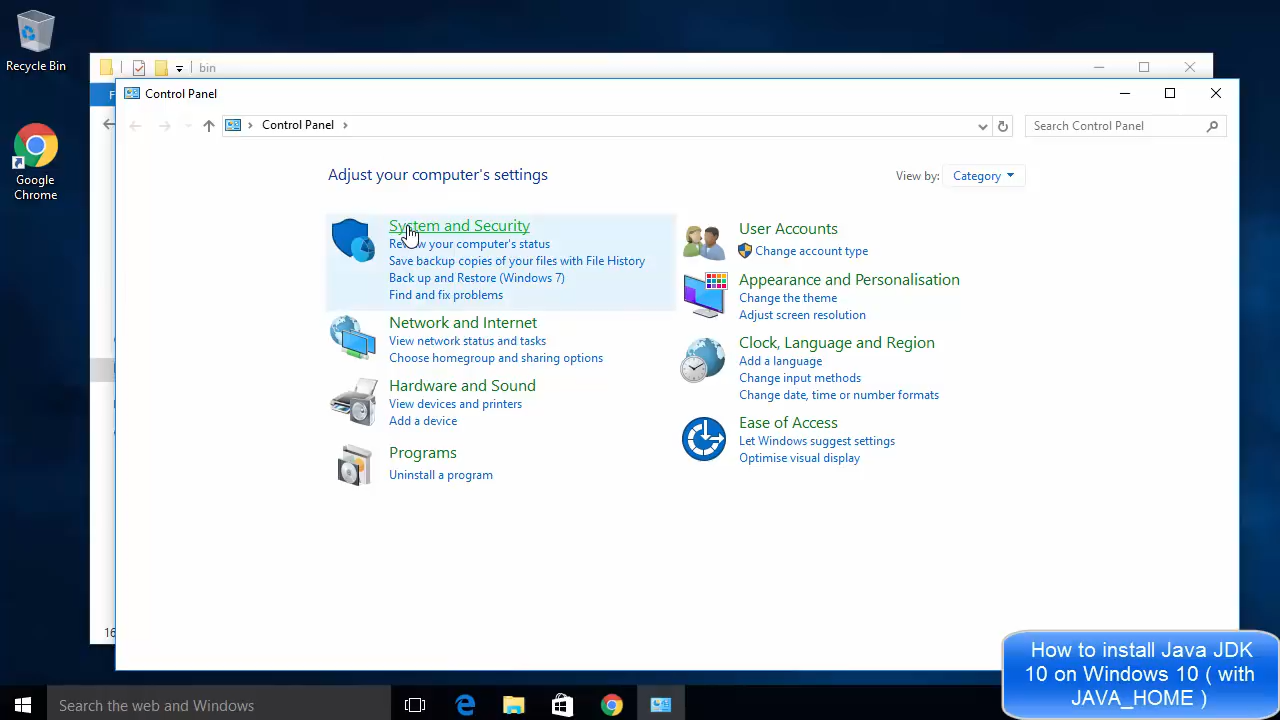 Recycle Bin
Google
Chrome
bin
F
Control Panel
Control Panel
Search Control Panel
Adjust your computer's settings
View by:
Category
System and Security
Review your computer's status
Save backup copies of your files with File History
Back up and Restore (Windows 7)
Find and fix problems
Network and Internet
View network status and tasks
Choose homegroup and sharing options
Hardware and Sound
View devices and printers
Add a device
Programs
Uninstall a program
User Accounts
Change account type
Appearance and Personalisation
Change the theme
Adjust screen resolution
Clock, Language and Region
Add a language
Change input methods
Change date, time or number formats
Ease of Access
Let Windows suggest settings
Optimise visual display
16
How to install Java JDK
10 on Windows 10 ( with
JAVA_HOME )
Search the web and Windows